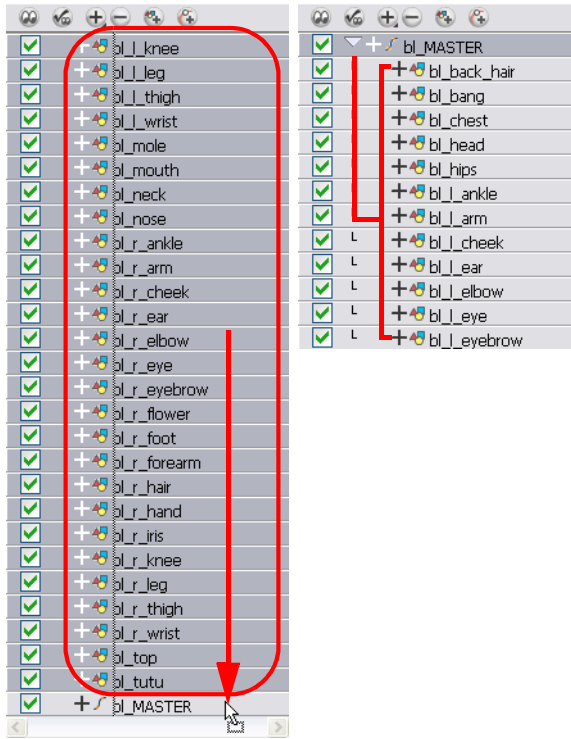 bl_l_knee
bl_l_leg
bl_l_thigh
bl_l_wrist
bl_mole
bl_mouth
bl_neck
bl_nose
bl_r_ankle
bl_r_arm
bl_r_cheek
bl_r_ear
bl_r_elbow
bl_r_eye
bl_r_eyebrow
bl_r_flower
bl_r_foot
bl_r_forearm
bl_r_hair
bl_r_hand
bl_r_iris
bl_r_knee
bl_r_leg
bl_r_thigh
bl_r_wrist
bl_top
bl_tutu
bl_MASTER
bl_MASTER
bl_back_hair
bl_bang
bl_chest
bl_head
bl_hips
bl_l_ankle
bl_l_arm
bl_l_cheek
bl_l_ear
bl_l_elbow
bl_l_eye
bl_l_eyebrow